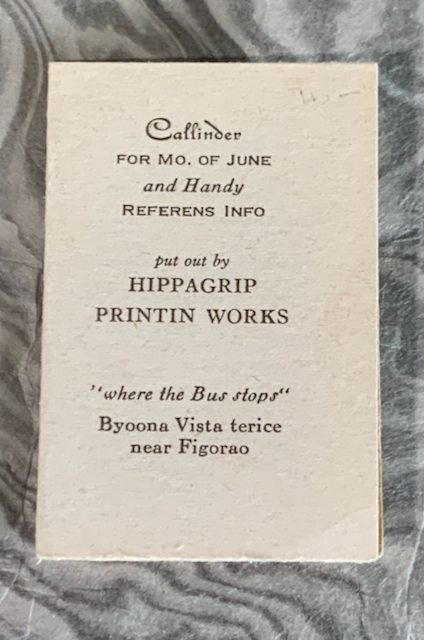 Callinder
FOR MO. OF JUNE
and Handy
REFERENS INFO
put out by
HIPPAGRIP
PRINTIN WORKS
"where the Bus stops“
Byoona Vista terice
near Figorao